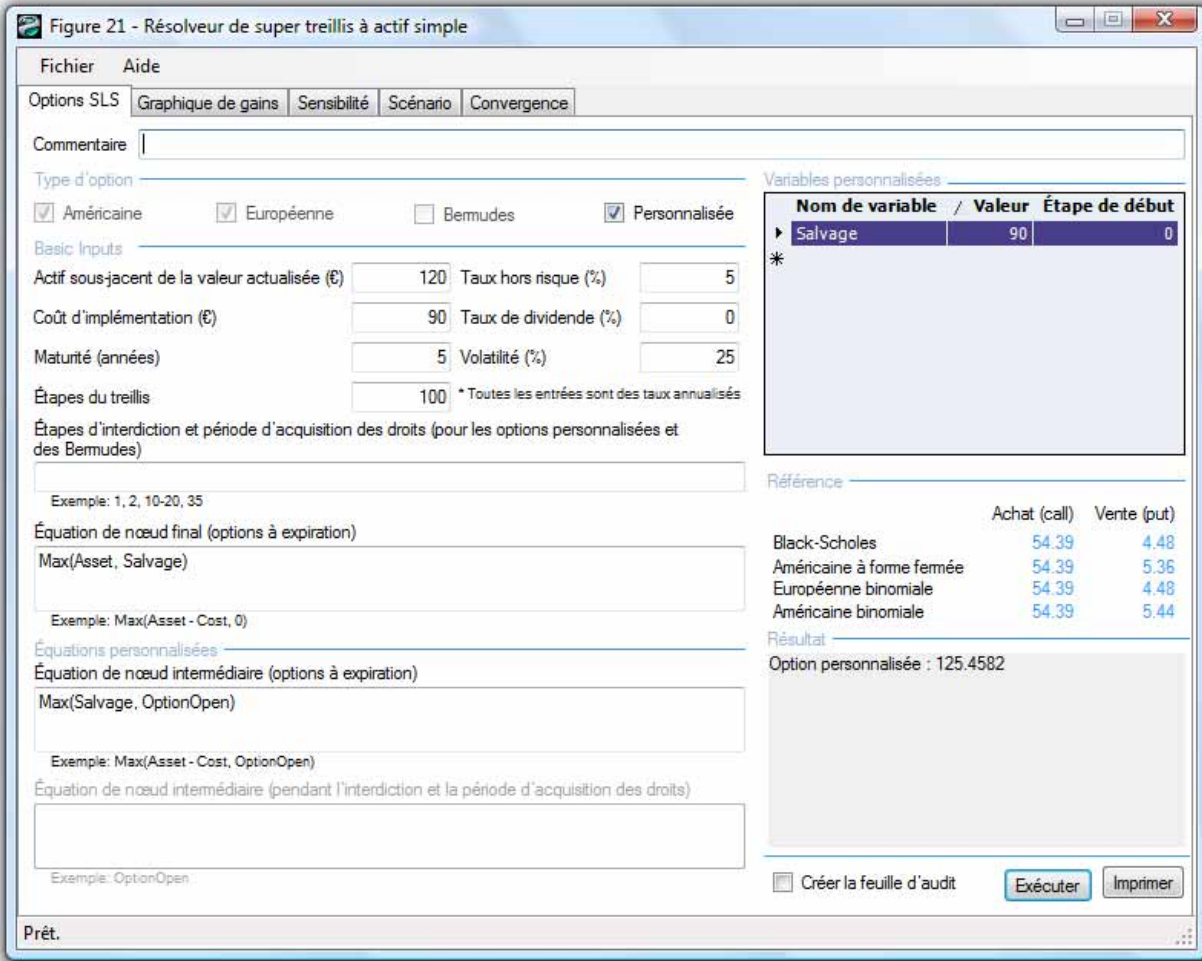 Figure 21 - Résolveur de super treillis à actif simple
Fichier Aide
Options SLS Graphique de gains Sensibilité Scénario Convergence
Commentaire
Type d'option
Américaine Européenne Bermudes Personnalisée
Basic Inputs
Actif sous-jacent de la valeur actualisée (€) 120 Taux hors risque (%) 5
Coût d'implémentation (€) 90 Taux de dividende (%) 0
Maturité (années) 5 Volatilité (%) 25
Étapes du treillis 100 * Toutes les entrées sont des taux annualisés
Étapes d'interdiction et période d'acquisition des droits (pour les options personnalisées et
des Bermudes)
Exemple: 1, 2, 10-20, 35
Équation de nœud final (options à expiration)
Max(Asset, Salvage)
Exemple: Max(Asset - Cost, 0)
Équations personnalisées
Équation de nœud intermédiaire (options à expiration)
Max(Salvage, OptionOpen)
Exemple: Max(Asset - Cost, OptionOpen)
Équation de nœud intermédiaire (pendant l'interdiction et la période d'acquisition des droits)
Exemple: OptionOpen
Variables personnalisées
Nom de variable / Valeur Étape de début
Salvage 90 0
*
Référence
Achat (call) Vente (put)
Black-Scholes 54.39 4.48
Américaine à forme fermée 54.39 5.36
Européenne binomiale 54.39 4.48
Américaine binomiale 54.39 5.44
Résultat
Option personnalisée : 125.4582
Créer la feuille d'audit Exécuter Imprimer
Prêt.